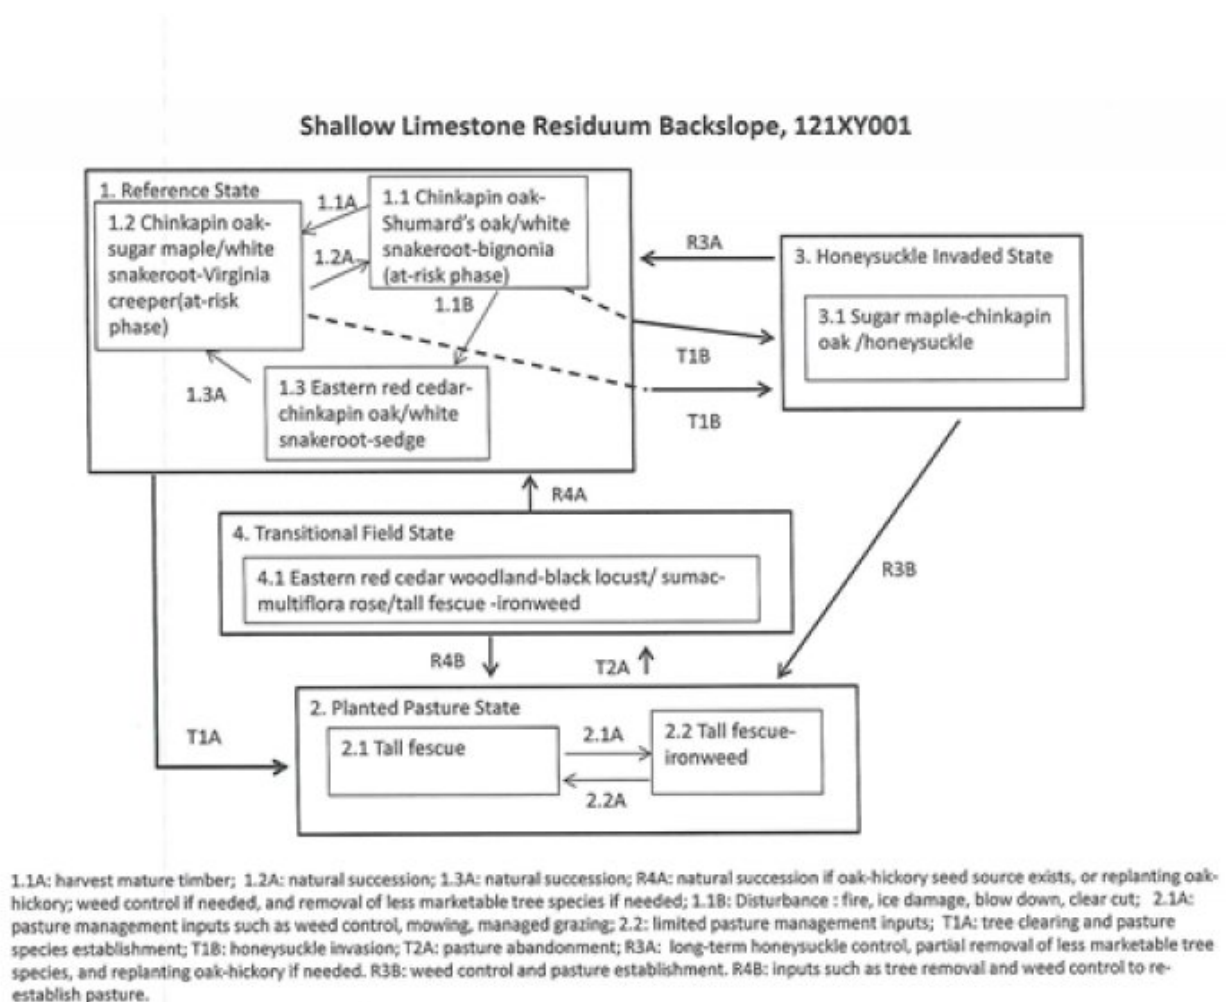 Shallow Limestone Residuum Backslope, 121XY001
1. Reference State
1.2 Chinkapin oak-
sugar maple/white
snakeroot-Virginia
creeper(at-risk
phase)
1.1A
1.2A
1.1 Chinkapin oak-
Shumard's oak/white
snakeroot-bignonia
(at-risk phase)
1.1B
1.3A
1.3 Eastern red cedar-
chinkapin oak/white
snakeroot-sedge
R3A
T1B
T1B
3. Honeysuckle Invaded State
3.1 Sugar maple-chinkapin
oak /honeysuckle
R4A
4. Transitional Field State
4.1 Eastern red cedar woodland-black locust/ sumac-
multiflora rose/tall fescue -ironweed
R3B
R4B
T2A
T1A
2. Planted Pasture State
2.1 Tall fescue
2.1A
2.2A
2.2 Tall fescue-
ironweed
1.1A: harvest mature timber; 1.2A: natural succession; 1.3A: natural succession; R4A: natural succession if oak-hickory seed source exists, or replanting oak-
hickory; weed control if needed, and removal of less marketable tree species if needed; 1.1B: Disturbance : fire, ice damage, blow down, clear cut; 2.1A:
pasture management inputs such as weed control, mowing, managed grazing; 2.2: limited pasture management inputs; T1A: tree clearing and pasture
species establishment; T1B: honeysuckle invasion; T2A: pasture abandonment; R3A: long-term honeysuckle control, partial removal of less marketable tree
species, and replanting oak-hickory if needed. R3B: weed control and pasture establishment. R4B: inputs such as tree removal and weed control to re-
establish pasture.